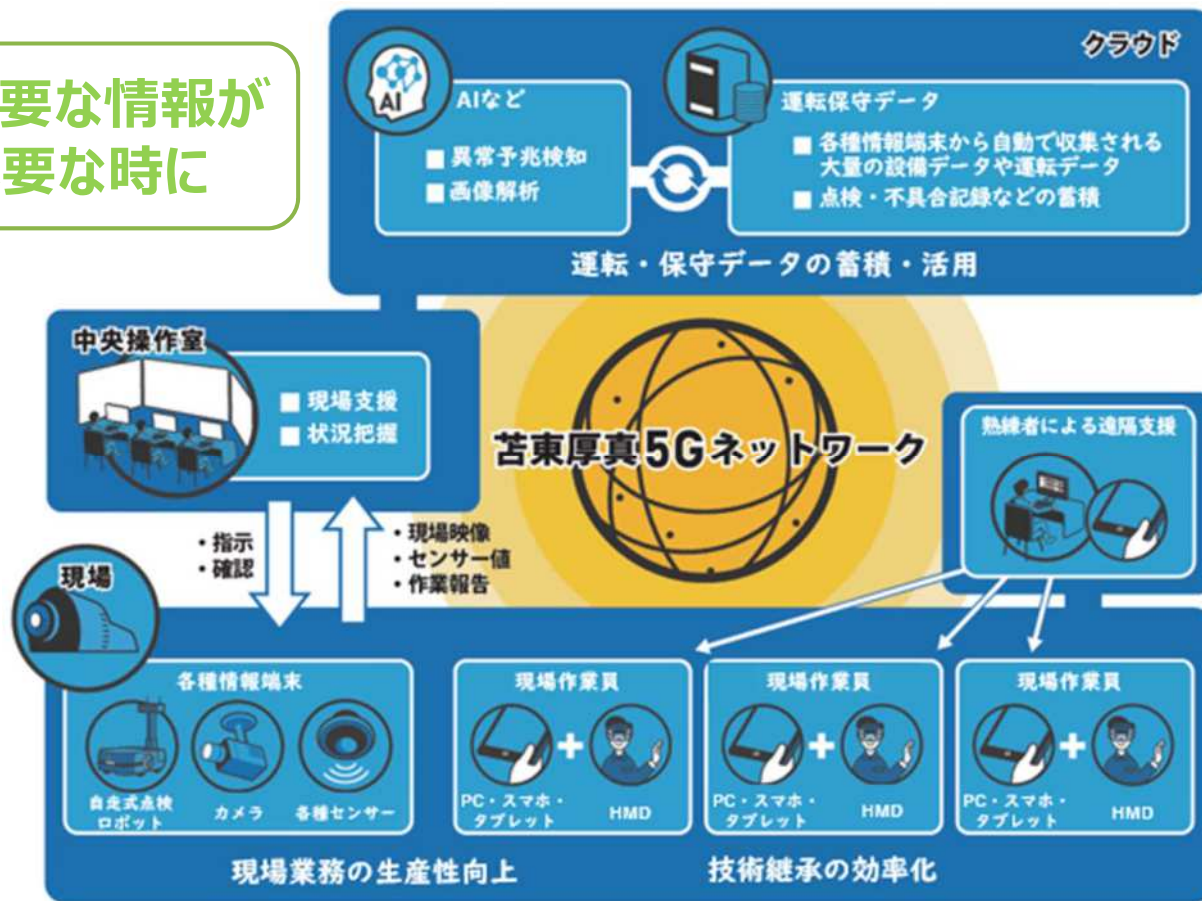 要な情報が
要な時に
クラウド
AI
AIなど
■ 異常予兆検知
■ 画像解析
運転保守データ
■ 各種情報端末から自動で収集される
大量の設備データや運転データ
■ 点検・不具合記録などの蓄積
運転・保守データの蓄積・活用
中央操作室
■ 現場支援
■ 状況把握
苫東厚真5Gネットワーク
熟練者による遠隔支援
・指示
・確認
・現場映像
・センサー値
・作業報告
現場
各種情報端末
自走式点検
ロボット
カメラ
各種センサー
現場作業員
PC・スマホ・
タブレット
+
HMD
現場作業員
PC・スマホ・
タブレット
+
HMD
現場作業員
PC・スマホ・
タブレット
+
HMD
現場業務の生産性向上
技術継承の効率化